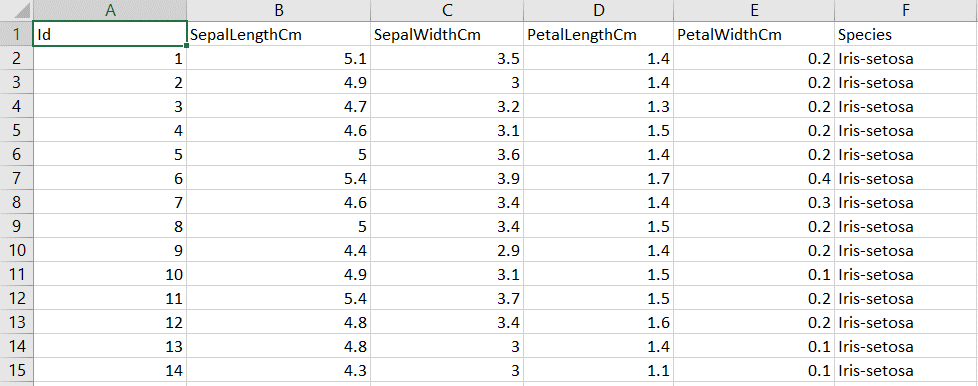 A B C D E F
1 Id SepalLengthCm SepalWidthCm PetalLengthCm PetalWidthCm Species
2 1 5.1 3.5 1.4 0.2 Iris-setosa
3 2 4.9 3 1.4 0.2 Iris-setosa
4 3 4.7 3.2 1.3 0.2 Iris-setosa
5 4 4.6 3.1 1.5 0.2 Iris-setosa
6 5 5 3.6 1.4 0.2 Iris-setosa
7 6 5.4 3.9 1.7 0.4 Iris-setosa
8 7 4.6 3.4 1.4 0.3 Iris-setosa
9 8 5 3.4 1.5 0.2 Iris-setosa
10 9 4.4 2.9 1.4 0.2 Iris-setosa
11 10 4.9 3.1 1.5 0.1 Iris-setosa
12 11 5.4 3.7 1.5 0.2 Iris-setosa
13 12 4.8 3.4 1.6 0.2 Iris-setosa
14 13 4.8 3 1.4 0.1 Iris-setosa
15 14 4.3 3 1.1 0.1 Iris-setosa